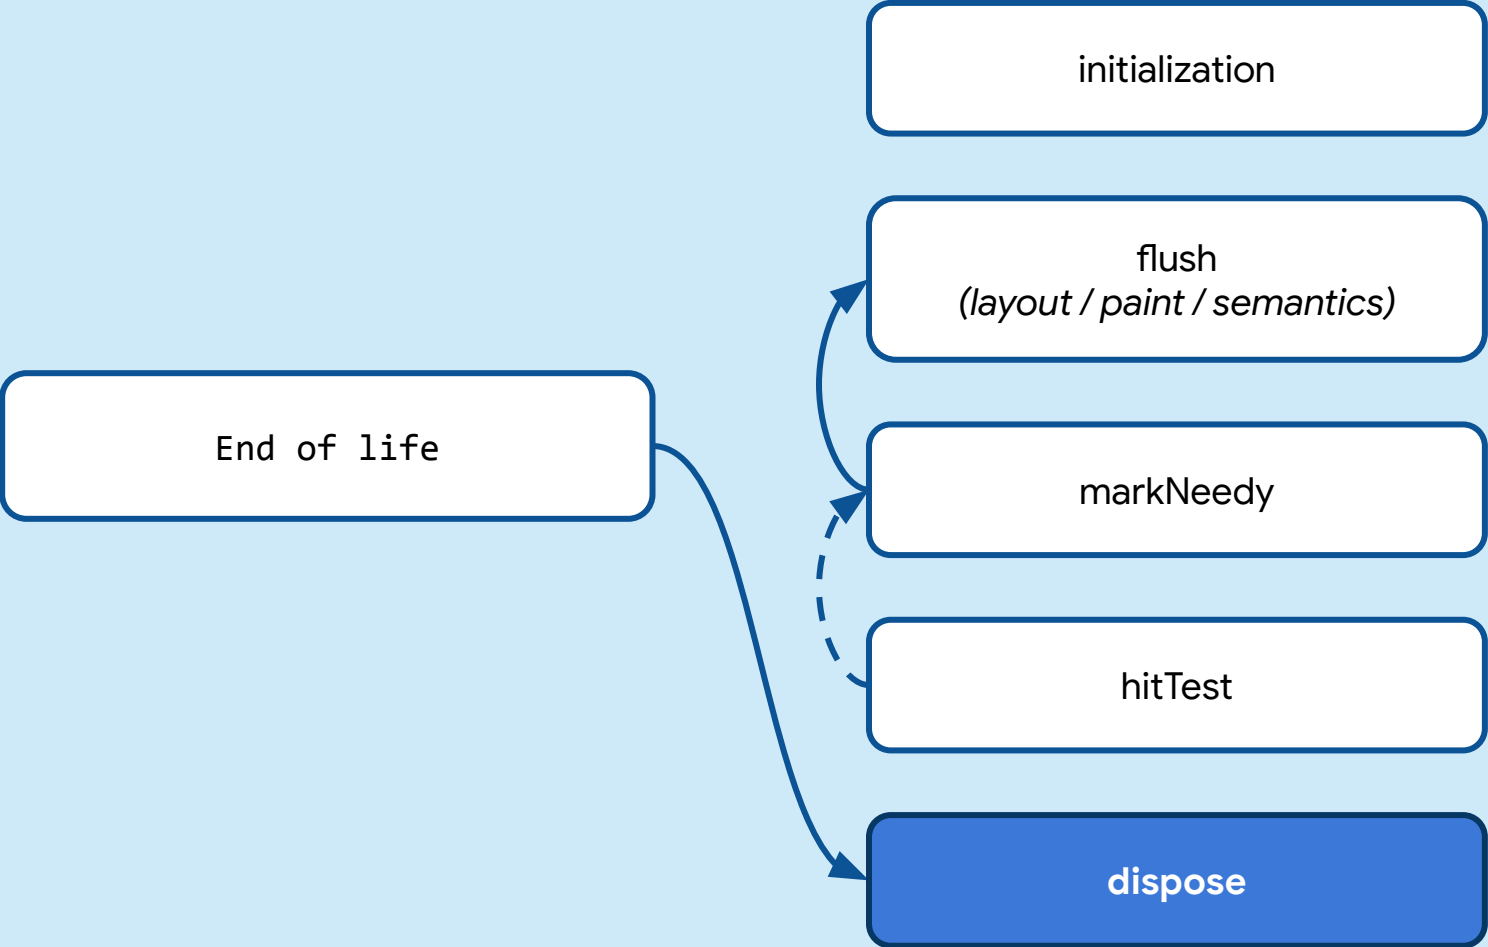 initialization
flush
(layout / paint / semantics)
End of life
markNeedy
hitTest
dispose